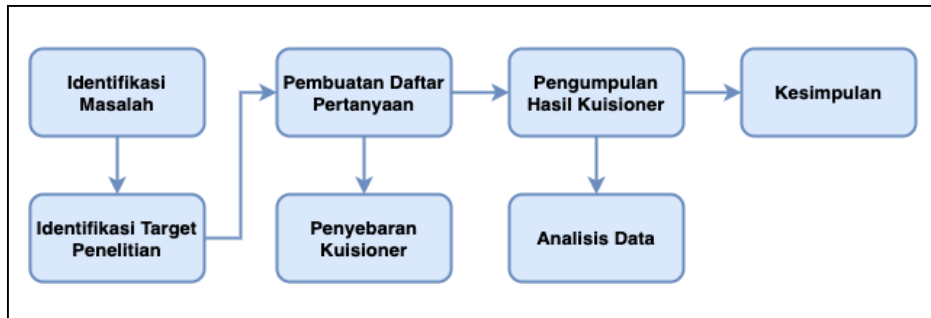 Identifikasi
Masalah
Identifikasi Target
Penelitian
Pembuatan Daftar
Pertanyaan
Penyebaran
Kuisioner
Pengumpulan
Hasil Kuisioner
Analisis Data
Kesimpulan